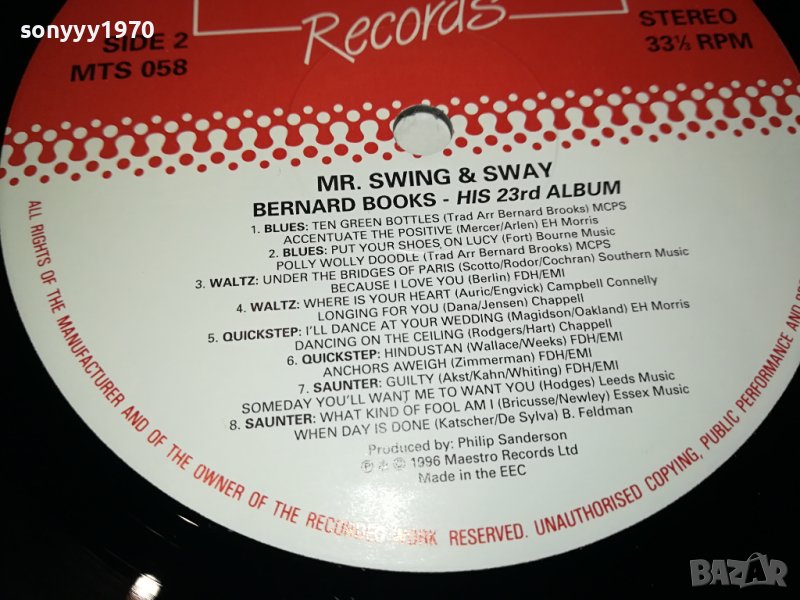 sonyyy1970
Records
SIDE 2
MTS 058
STEREO
33⅓ RPM
MR. SWING & SWAY
BERNARD BOOKS - HIS 23rd ALBUM
1. BLUES: TEN GREEN BOTTLES (Trad Arr Bernard Brooks) MCPS
ACCENTUATE THE POSITIVE (Mercer/Arlen) EH Morris
2. BLUES: PUT YOUR SHOES ON LUCY (Fort) Bourne Music
POLLY WOLLY DOODLE (Trad Arr Bernard Brooks) MCPS
3. WALTZ: UNDER THE BRIDGES OF PARIS (Scotto/Rodor/Cochran) Southern Music
BECAUSE I LOVE YOU (Berlin) FDH/EMI
4. WALTZ: WHERE IS YOUR HEART (Auric/Engvick) Campbell Connelly
LONGING FOR YOU (Dana/Jensen) Chappell
5. QUICKSTEP: I'LL DANCE AT YOUR WEDDING (Magidson/Oakland) EH Morris
DANCING ON THE CEILING (Rodgers/Hart) Chappell
6. QUICKSTEP: HINDUSTAN (Wallace/Weeks) FDH/EMI
ANCHORS AWEIGH (Zimmerman) FDH/EMI
7. SAUNTER: GUILTY (Akst/Kahn/Whiting) FDH/EMI
SOMEDAY YOU'LL WANT ME TO WANT YOU (Hodges) Leeds Music
8. SAUNTER: WHAT KIND OF FOOL AM I (Bricusse/Newley) Essex Music
WHEN DAY IS DONE (Katscher/De Sylva) B. Feldman
Produced by: Philip Sanderson
℗ & © 1996 Maestro Records Ltd
Made in the EEC
ALL RIGHTS OF THE MANUFACTURER AND OF THE OWNER OF THE RECORDED WORK RESERVED. UNAUTHORISED COPYING, PUBLIC PERFORMANCE AND
BAZAR